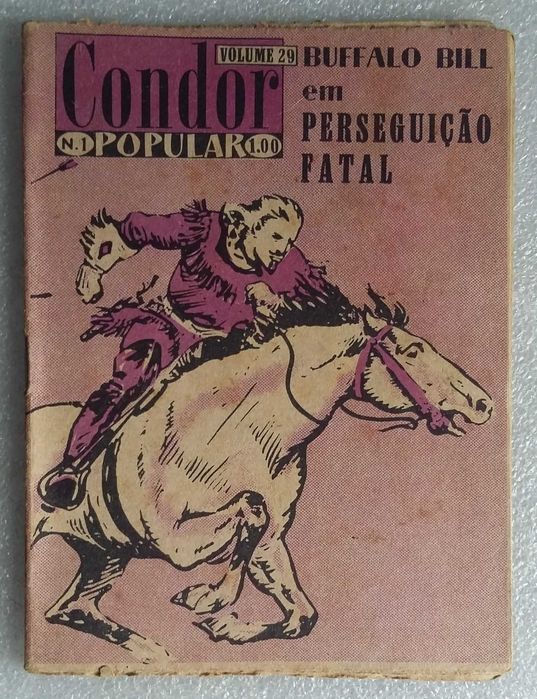 VOLUME 29
Condor
N.1 POPULAR 1.00
BUFFALO BILL
em
PERSEGUIÇÃO
FATAL